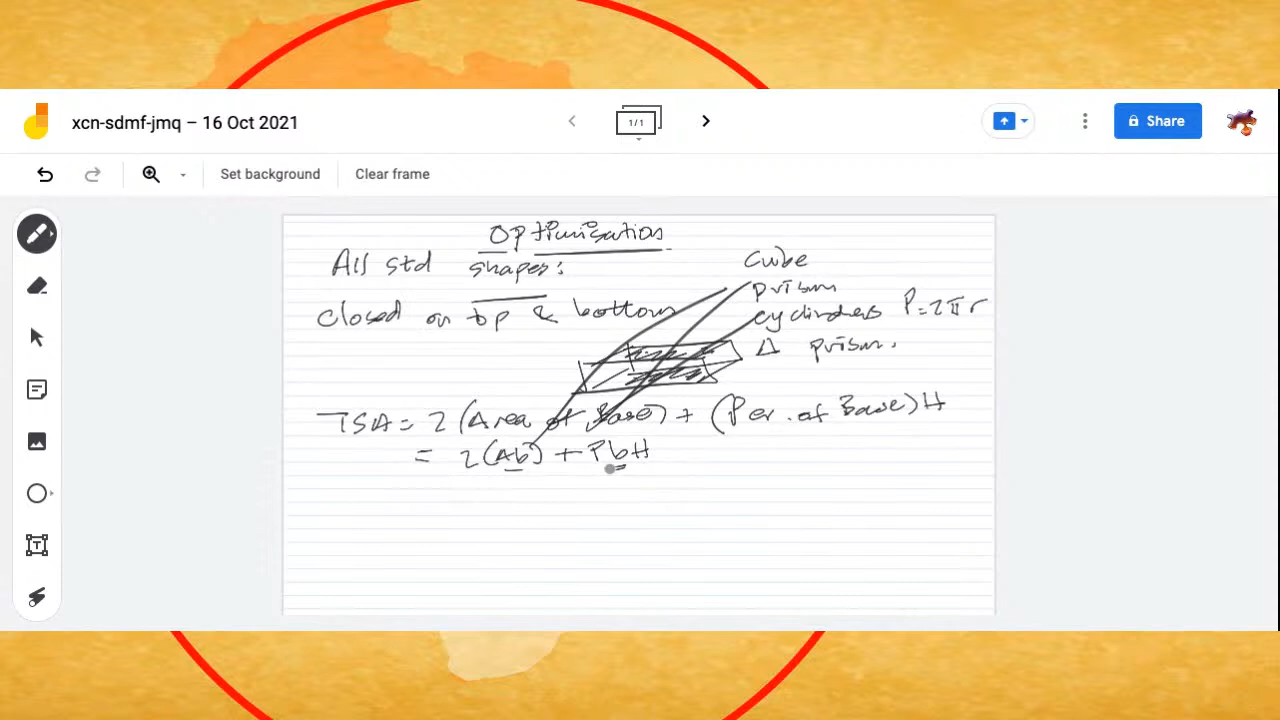 xcn-sdmf-jmq – 16 Oct 2021
1/1
Share
Set background
Clear frame
Optimisation
All std shapes:
closed on top & bottom
Cube
prism
cyclinders P=2πr
Δ prism.
TSA = 2 (Area of Base) + (Per. of Base) H
= 2(Ab) + PbH
T